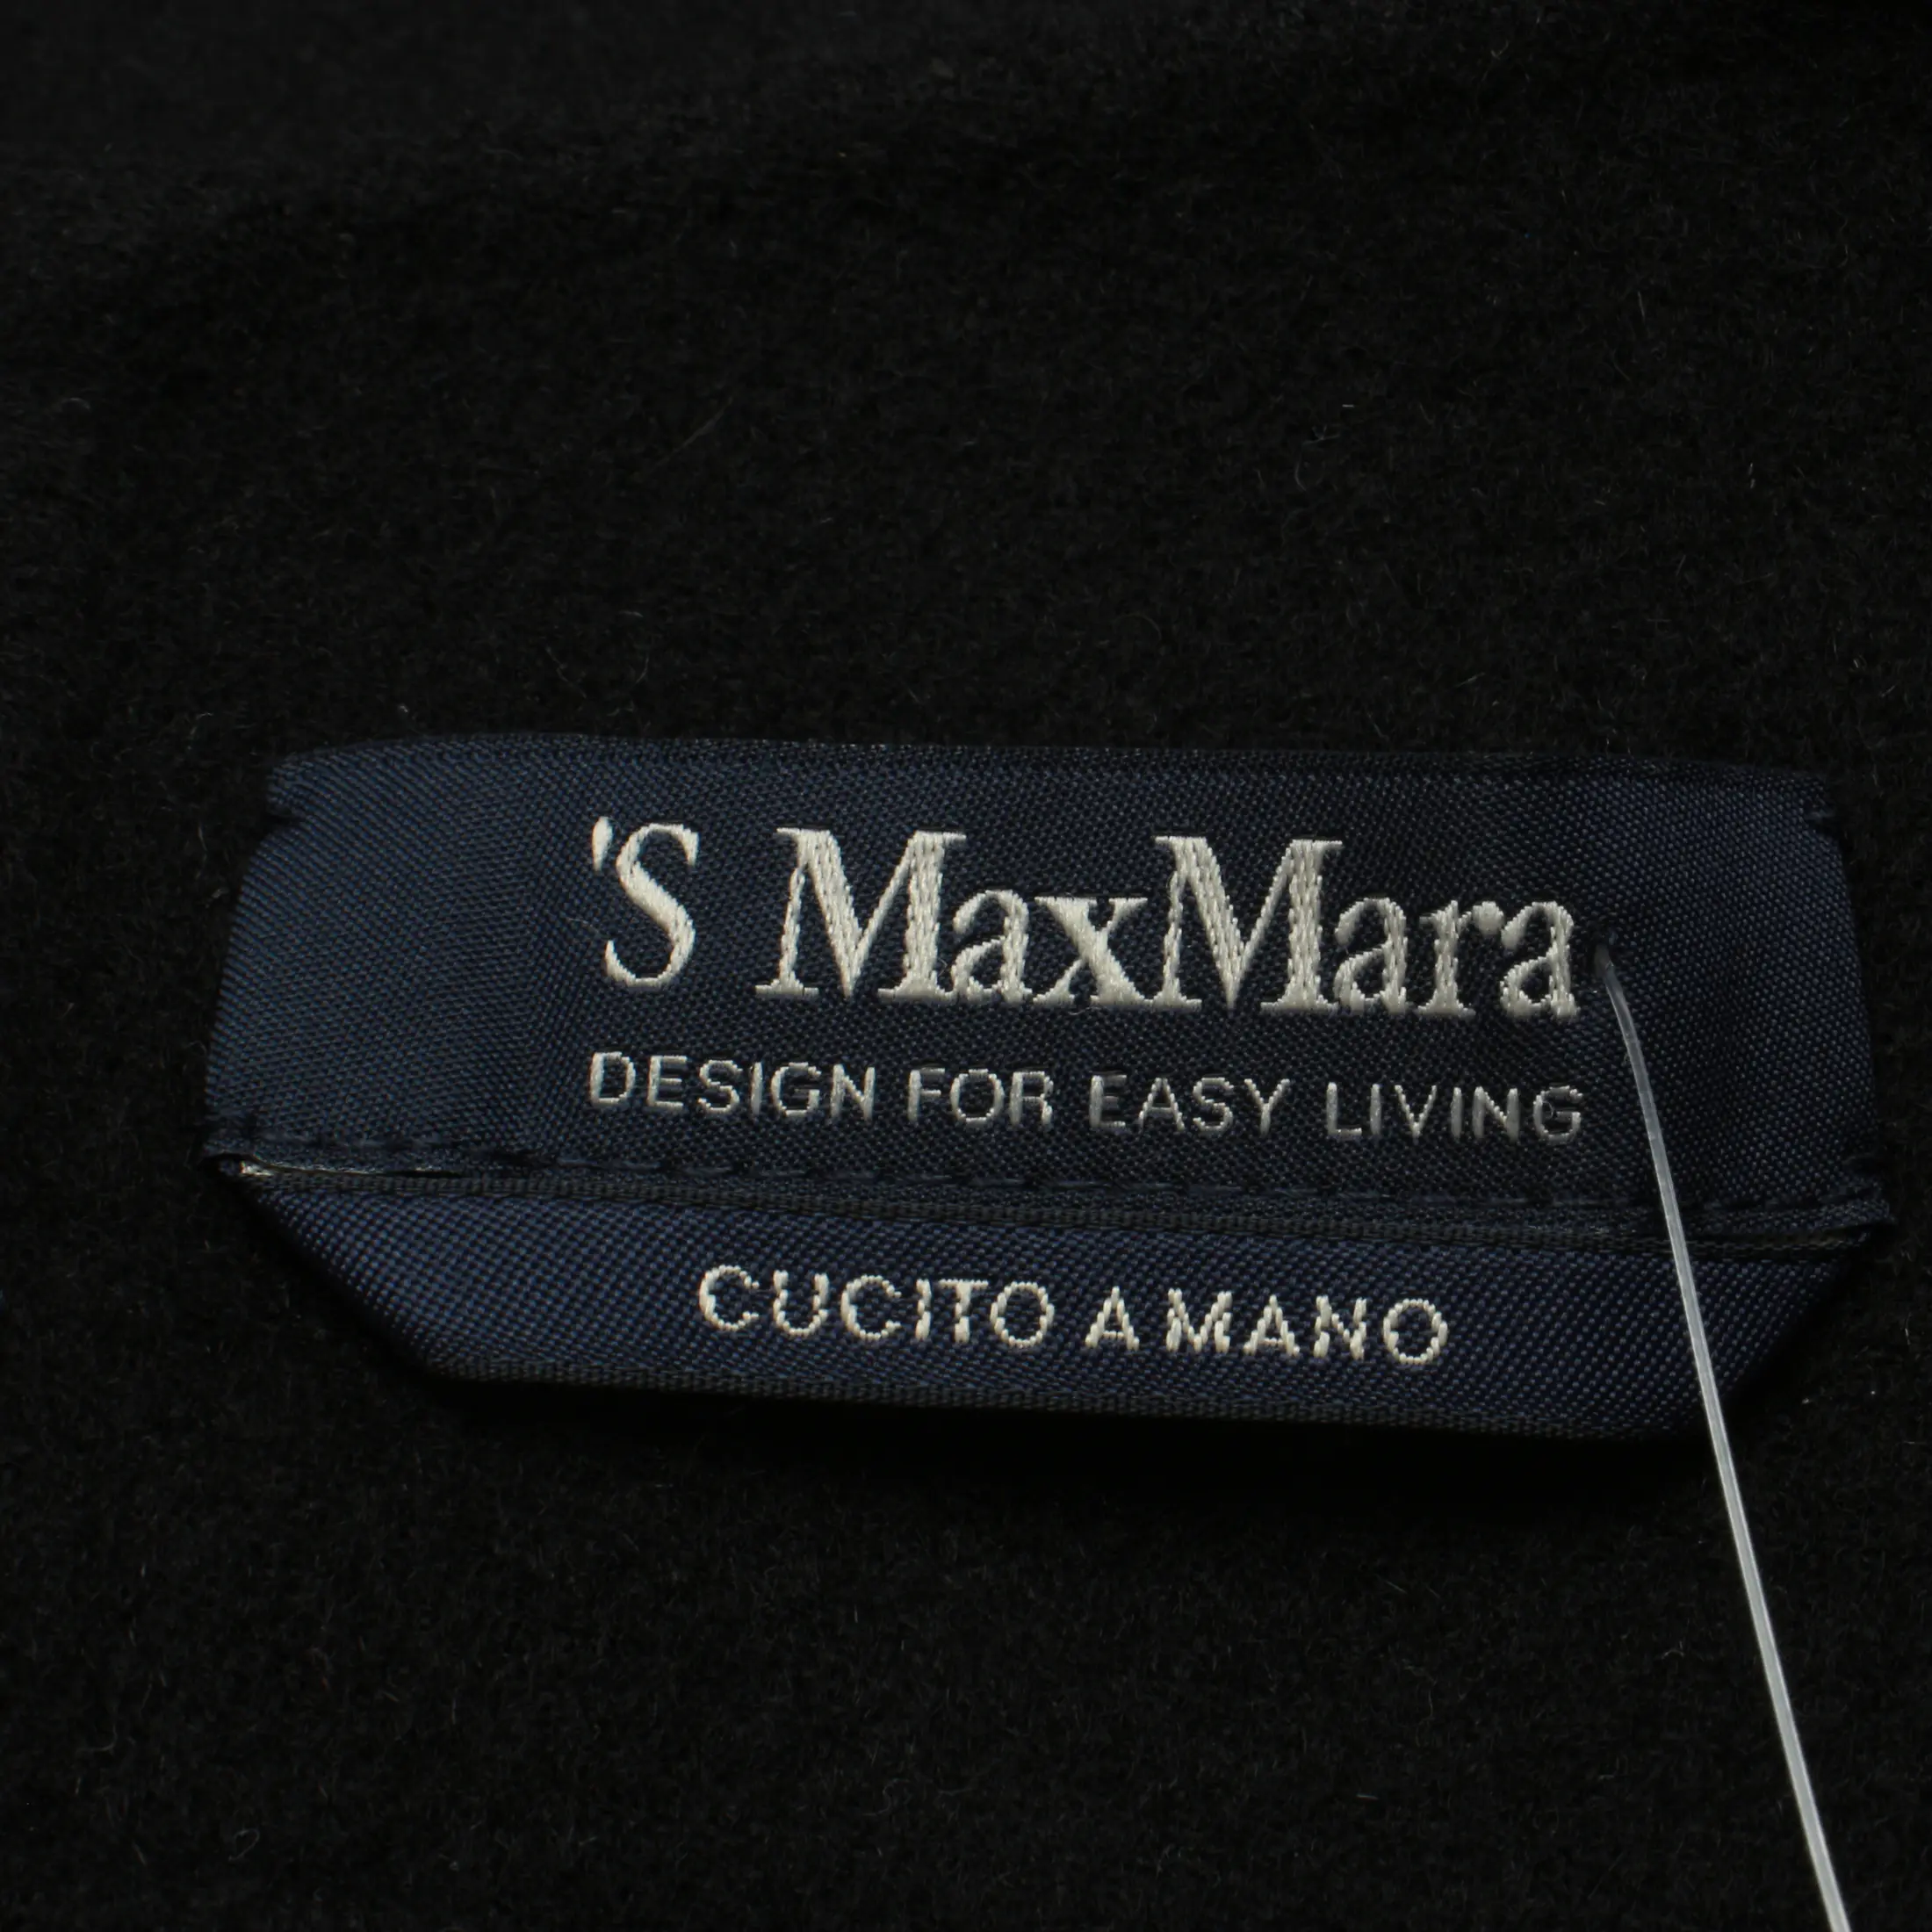 'S MaxMara
DESIGN FOR EASY LIVING
CUCITO A MANO